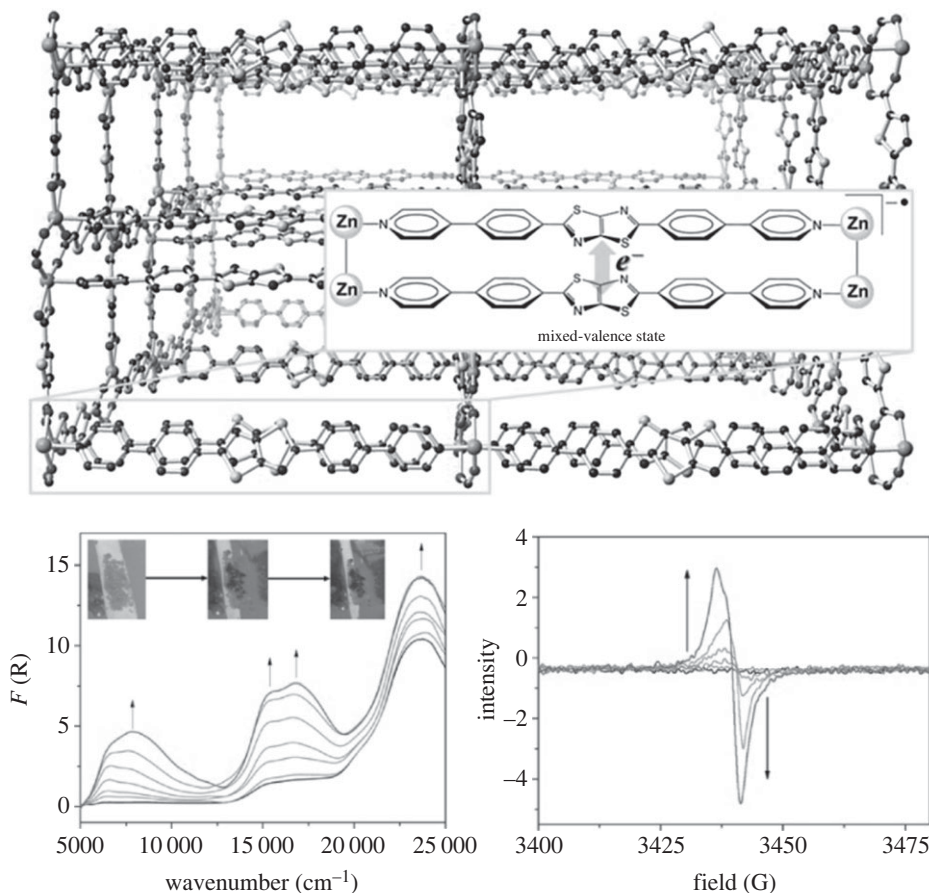 S N
Zn N N Zn −•
N S
e−
S N
Zn N N Zn
N S
mixed-valence state
15
10
5
0
F (R)
5000 10 000 15 000 20 000 25 000
wavenumber (cm−1)
4
2
0
−2
−4
intensity
3400 3425 3450 3475
field (G)